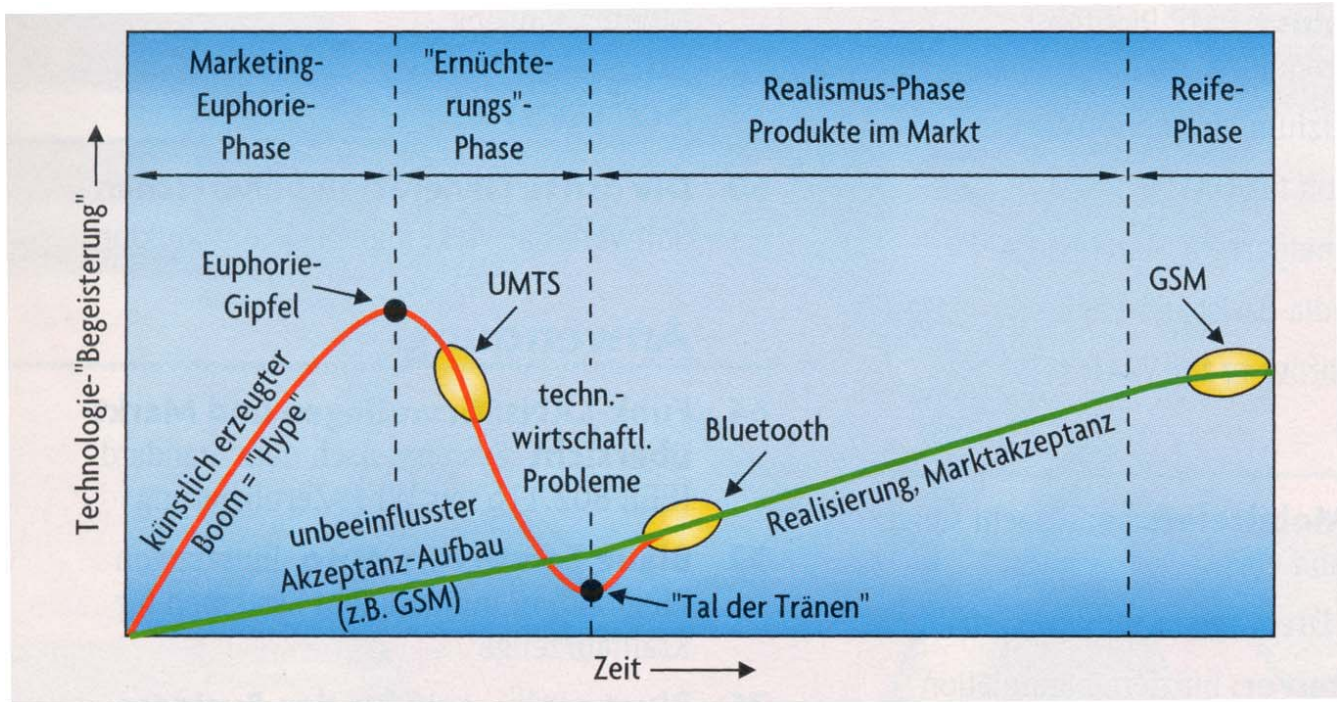 Marketing-
Euphorie-
Phase
"Ernüchte-
rungs"-
Phase
Realismus-Phase
Produkte im Markt
Reife-
Phase
Technologie-"Begeisterung"
Euphorie-
Gipfel
UMTS
GSM
künstlich erzeugter
Boom = "Hype"
techn.-
wirtschaftl.
Probleme
Bluetooth
Realisierung, Marktakzeptanz
unbeeinflusster
Akzeptanz-Aufbau
(z.B. GSM)
"Tal der Tränen"
Zeit